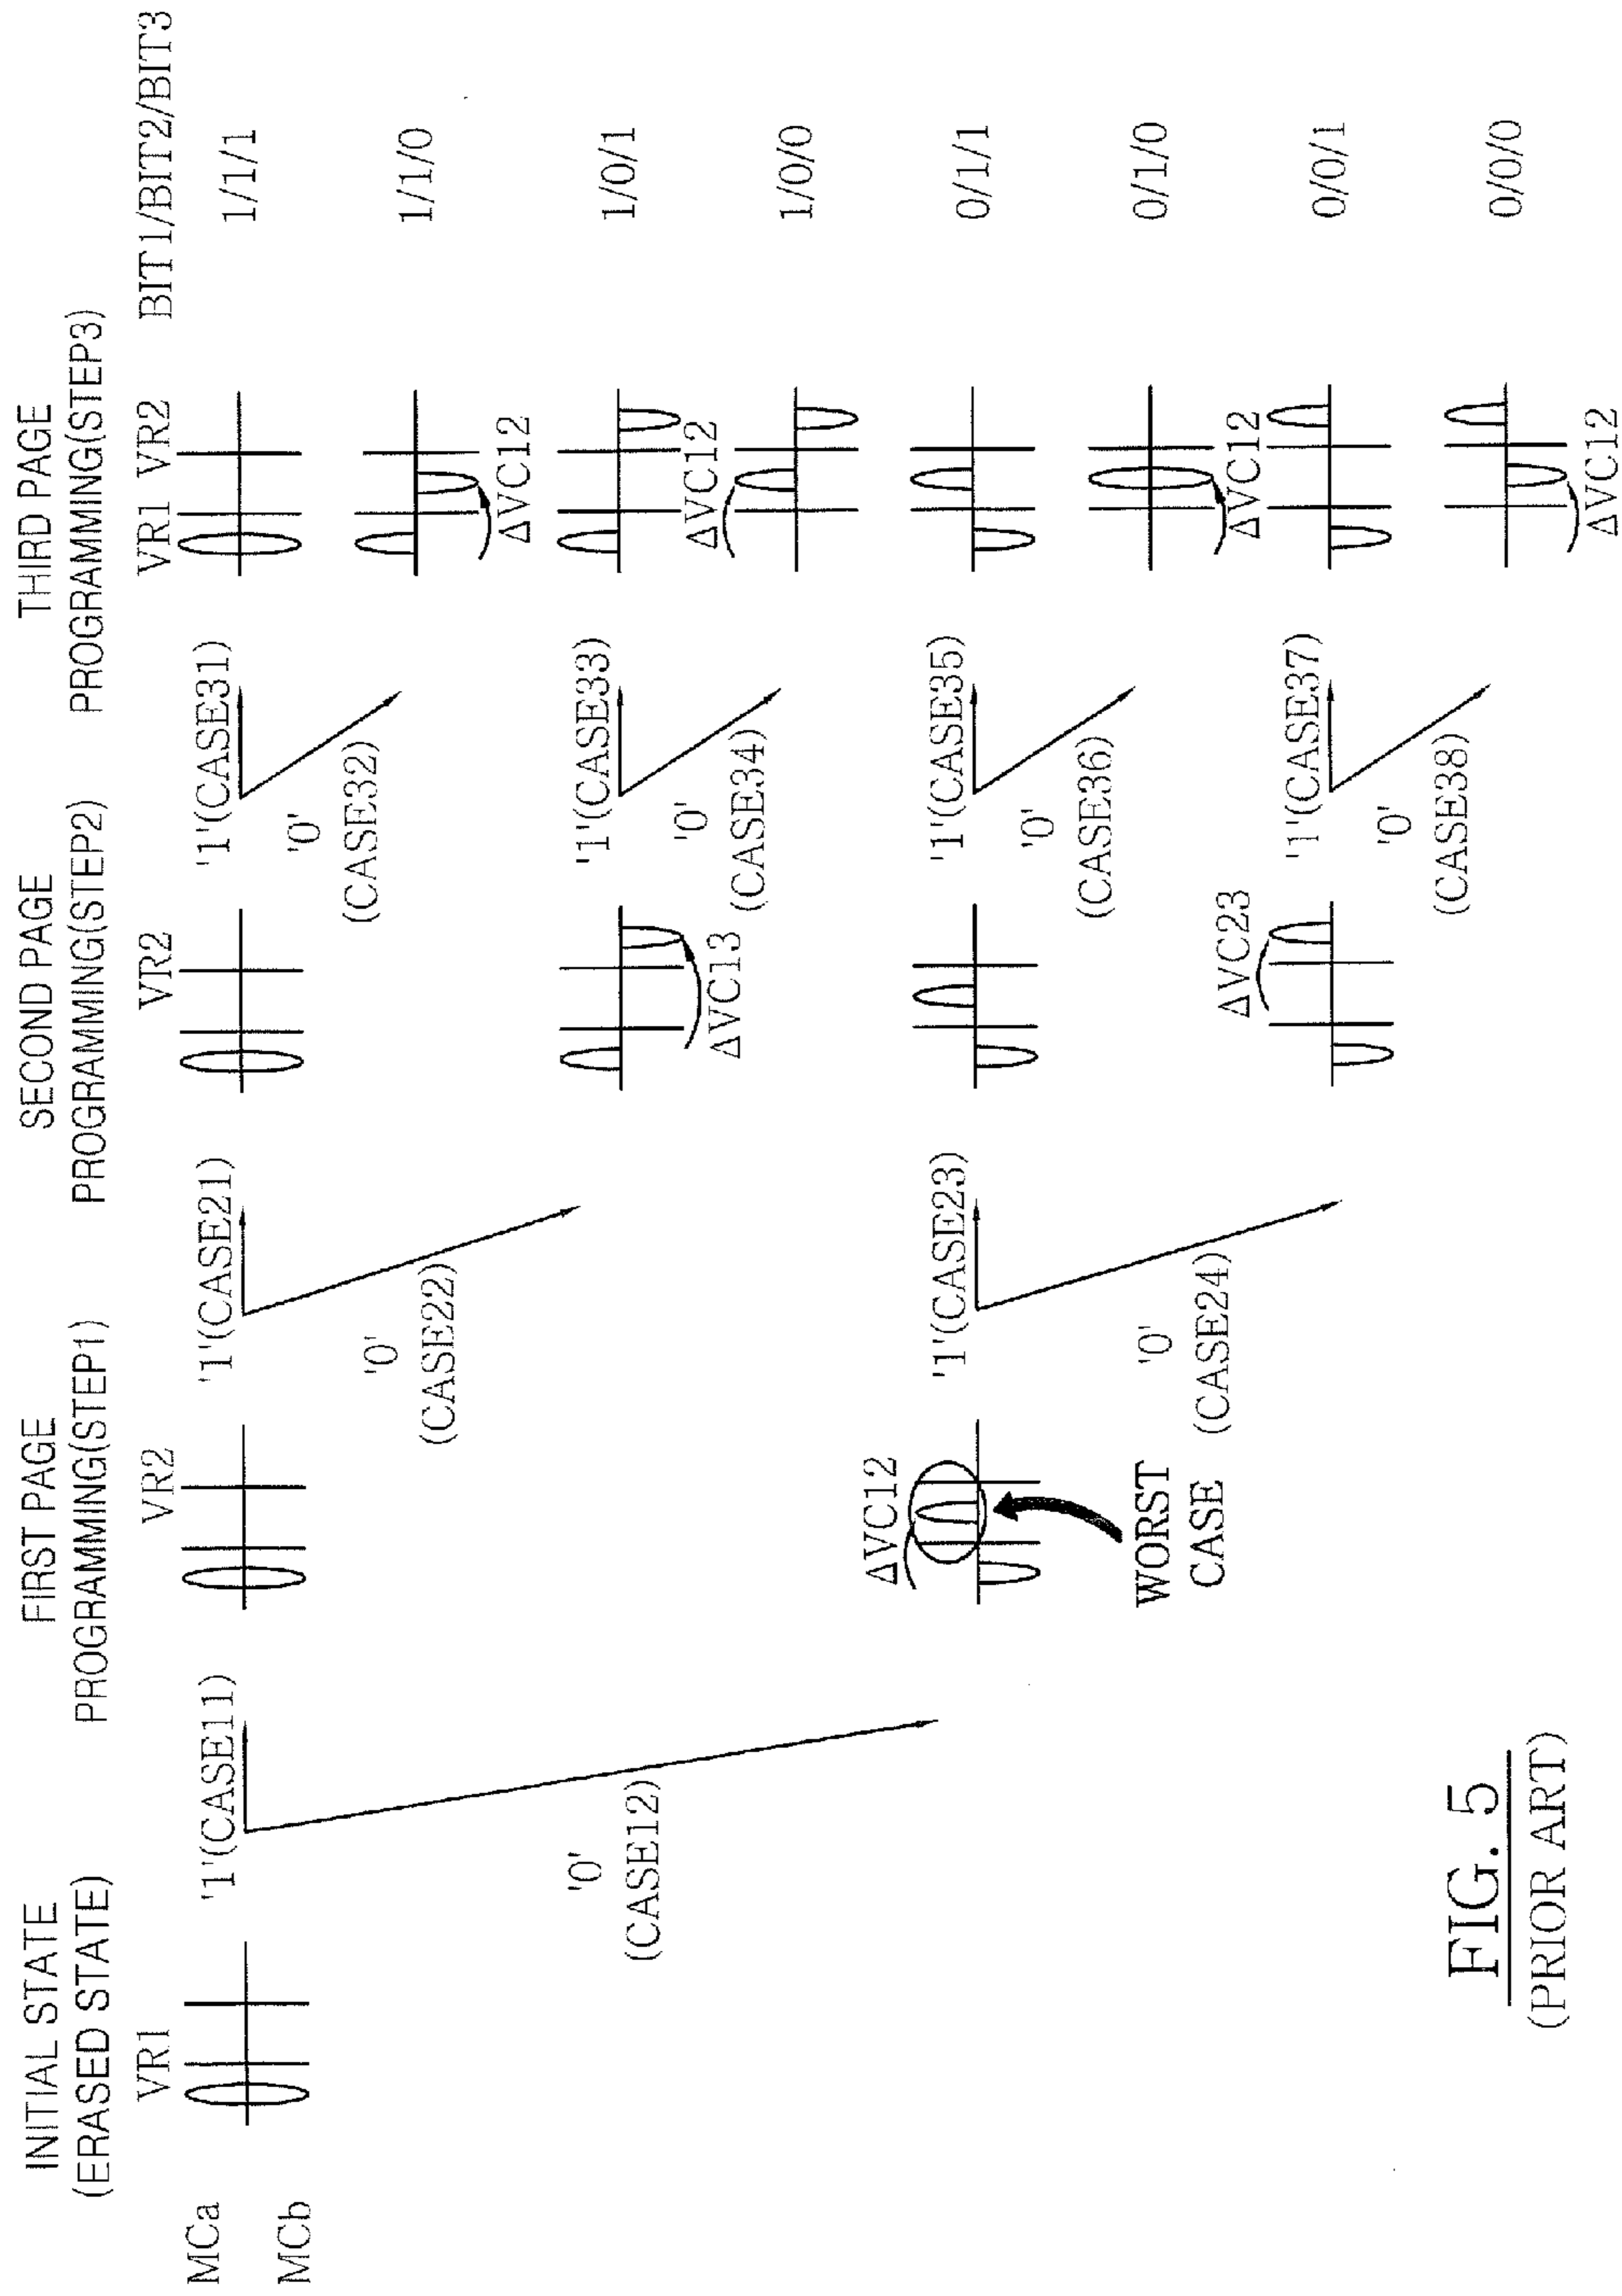 INITIAL STATE
(ERASED STATE)
FIRST PAGE
PROGRAMMING(STEP1)
SECOND PAGE
PROGRAMMING(STEP2)
THIRD PAGE
PROGRAMMING(STEP3)
VR1
VR2
VR2
VR1 VR2
BIT1/BIT2/BIT3
MCa
MCb
'1'(CASE11)
'1'(CASE21)
'1'(CASE31)
1/1/1
'0'
(CASE32)
1/1/0
ΔVC12
'0'
(CASE22)
'1'(CASE33)
1/0/1
ΔVC13
'0'
(CASE34)
ΔVC12
1/0/0
'0'
(CASE12)
ΔVC12
'1'(CASE23)
'1'(CASE35)
0/1/1
WORST
CASE
'0'
(CASE36)
0/1/0
ΔVC12
'0'
(CASE24)
ΔVC23
'1'(CASE37)
0/0/1
'0'
(CASE38)
0/0/0
ΔVC12
FIG. 5
(PRIOR ART)